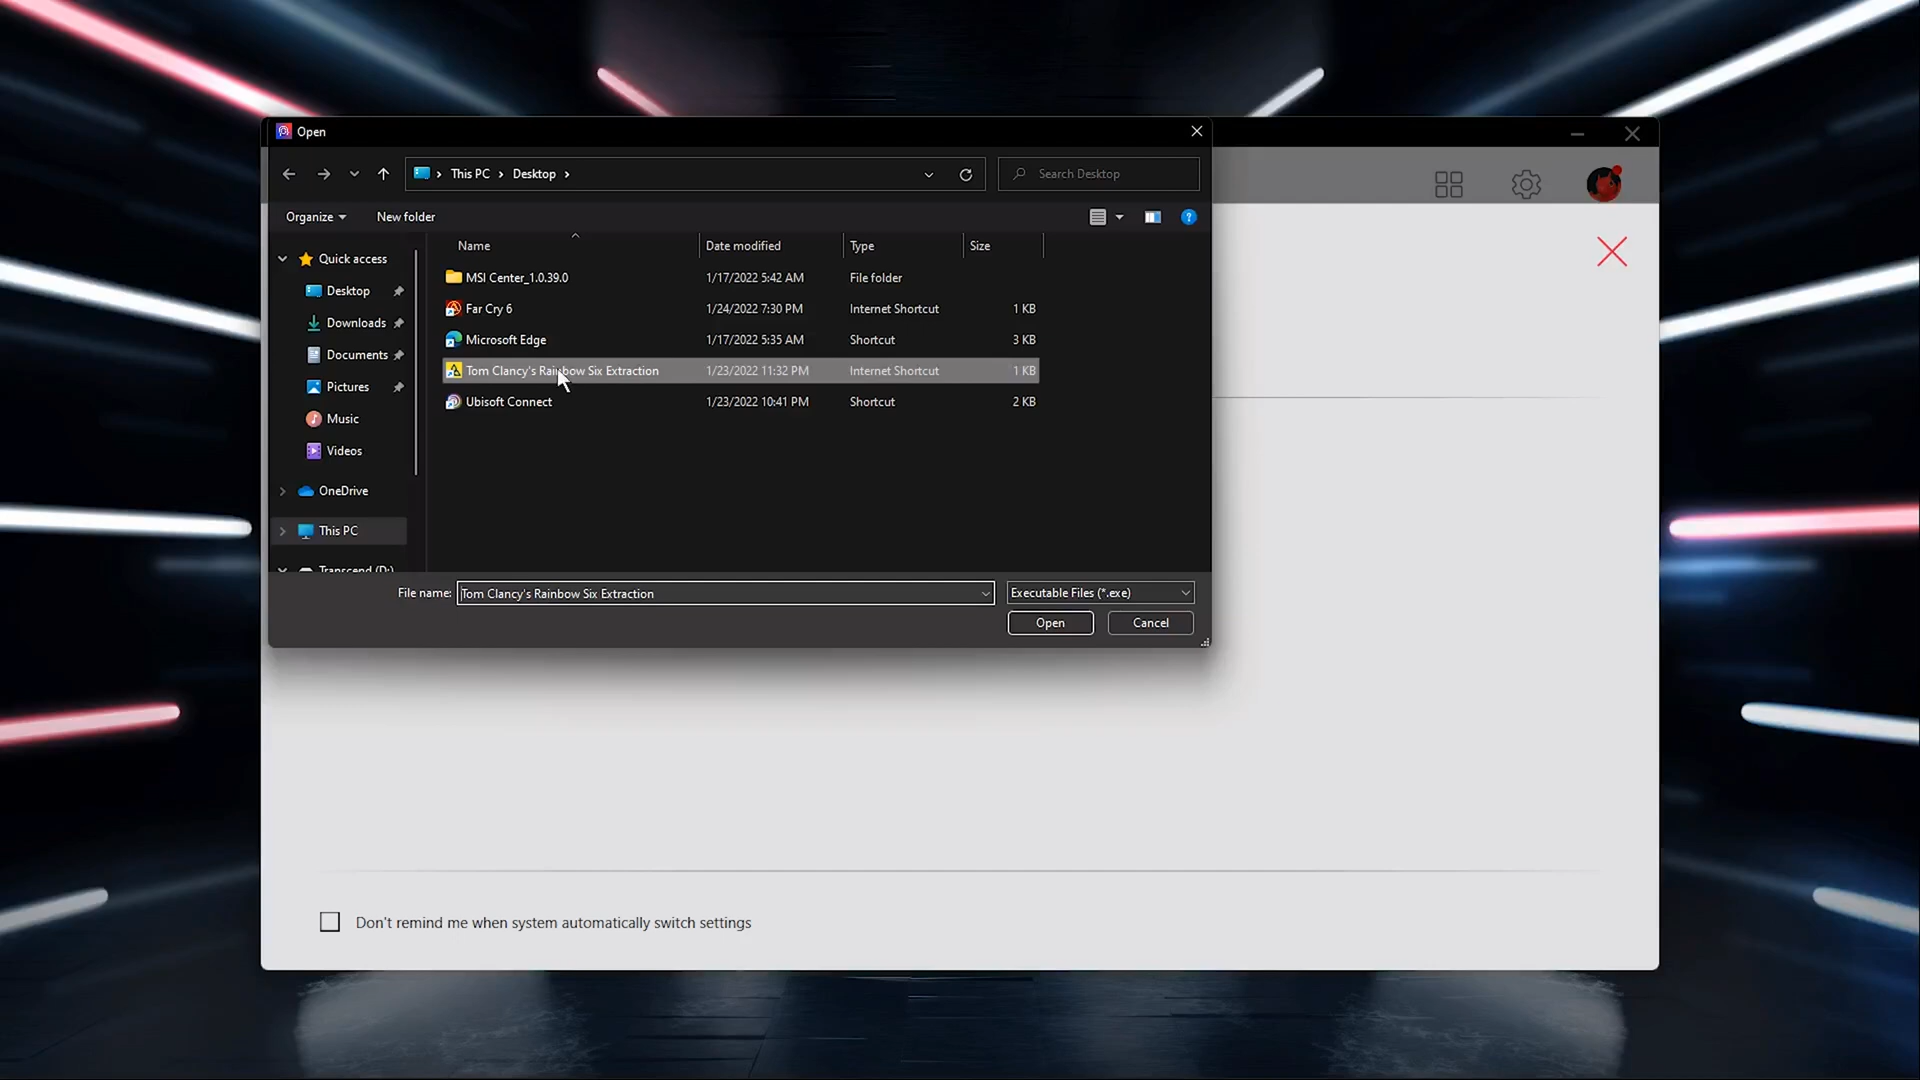 Open
This PC > Desktop >
Search Desktop
Organize
New folder
Name
Date modified
Type
Size
Quick access
Desktop
Downloads
Documents
Pictures
Music
Videos
OneDrive
This PC
Transcend (D:)
MSI Center_1.0.39.0 1/17/2022 5:42 AM File folder
Far Cry 6 1/24/2022 7:30 PM Internet Shortcut 1 KB
Microsoft Edge 1/17/2022 5:35 AM Shortcut 3 KB
Tom Clancy's Rainbow Six Extraction 1/23/2022 11:32 PM Internet Shortcut 1 KB
Ubisoft Connect 1/23/2022 10:41 PM Shortcut 2 KB
File name: Tom Clancy's Rainbow Six Extraction Executable Files (*.exe)
Open Cancel
Don't remind me when system automatically switch settings